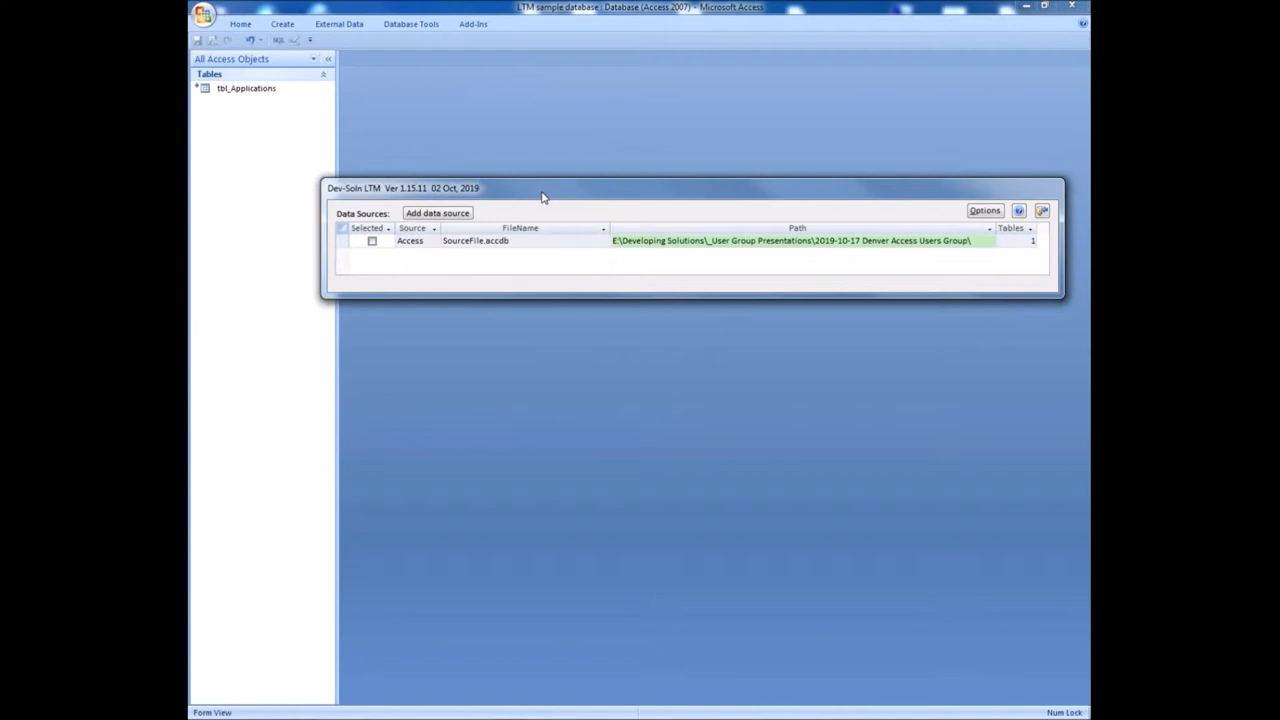 LTM sample database : Database (Access 2007) - Microsoft Access
Home Create External Data Database Tools Add-Ins
SQL
All Access Objects «
Tables
tbl_Applications
Dev-Soln LTM Ver 1.15.11 02 Oct, 2019
Data Sources: Add data source Options
Selected Source FileName Path Tables
Access SourceFile.accdb E:\Developing Solutions\_User Group Presentations\2019-10-17 Denver Access Users Group\ 1
Form View Num Lock